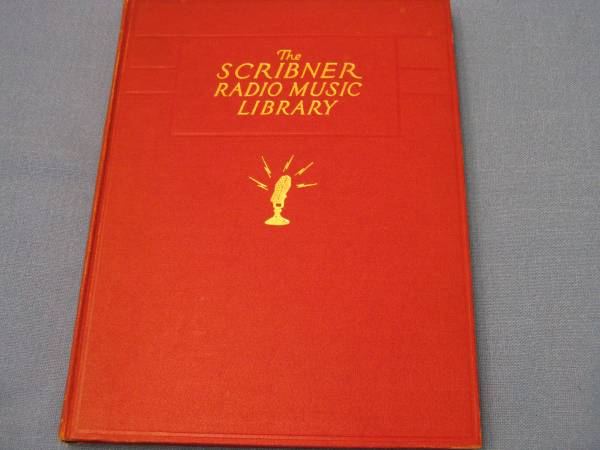 The
SCRIBNER
RADIO MUSIC
LIBRARY